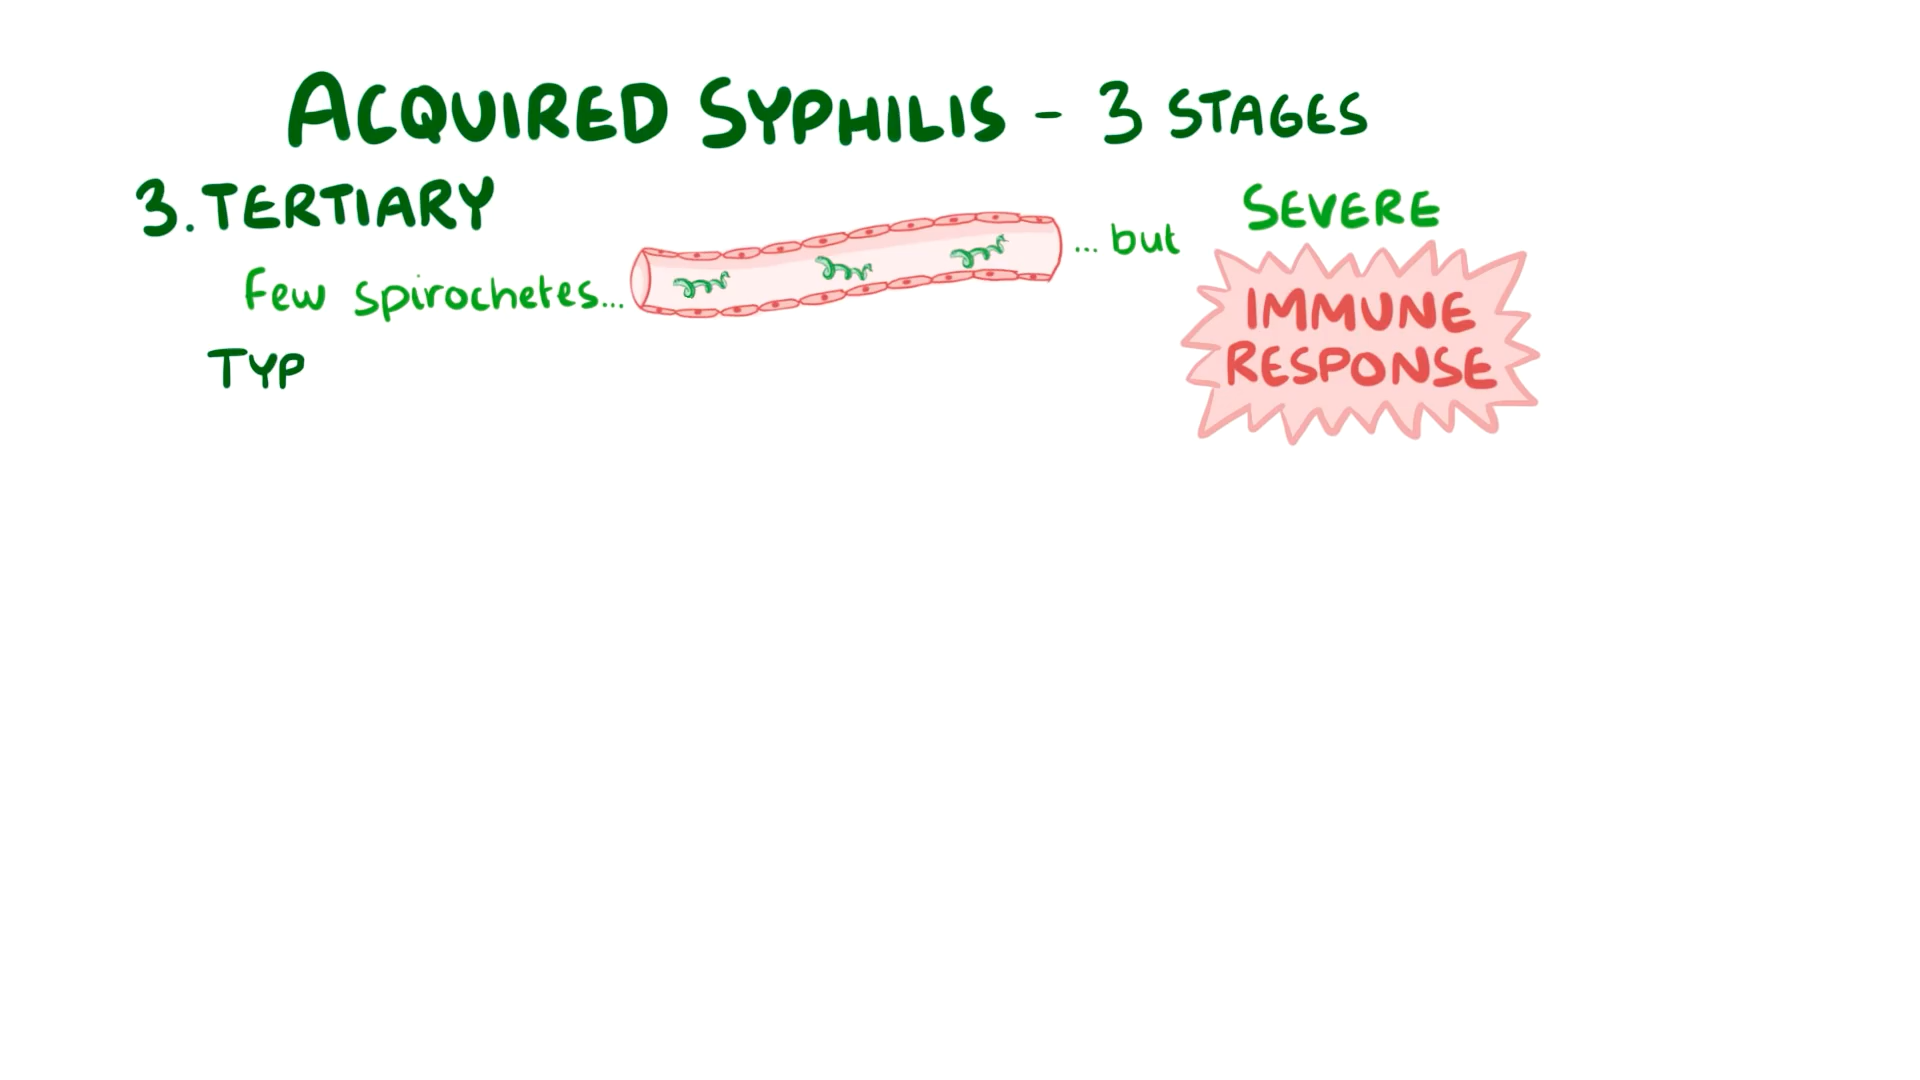 ACQUIRED SYPHILIS - 3 STAGES
3. TERTIARY
Few spirochetes...
... but
SEVERE
IMMUNE
RESPONSE
TYP